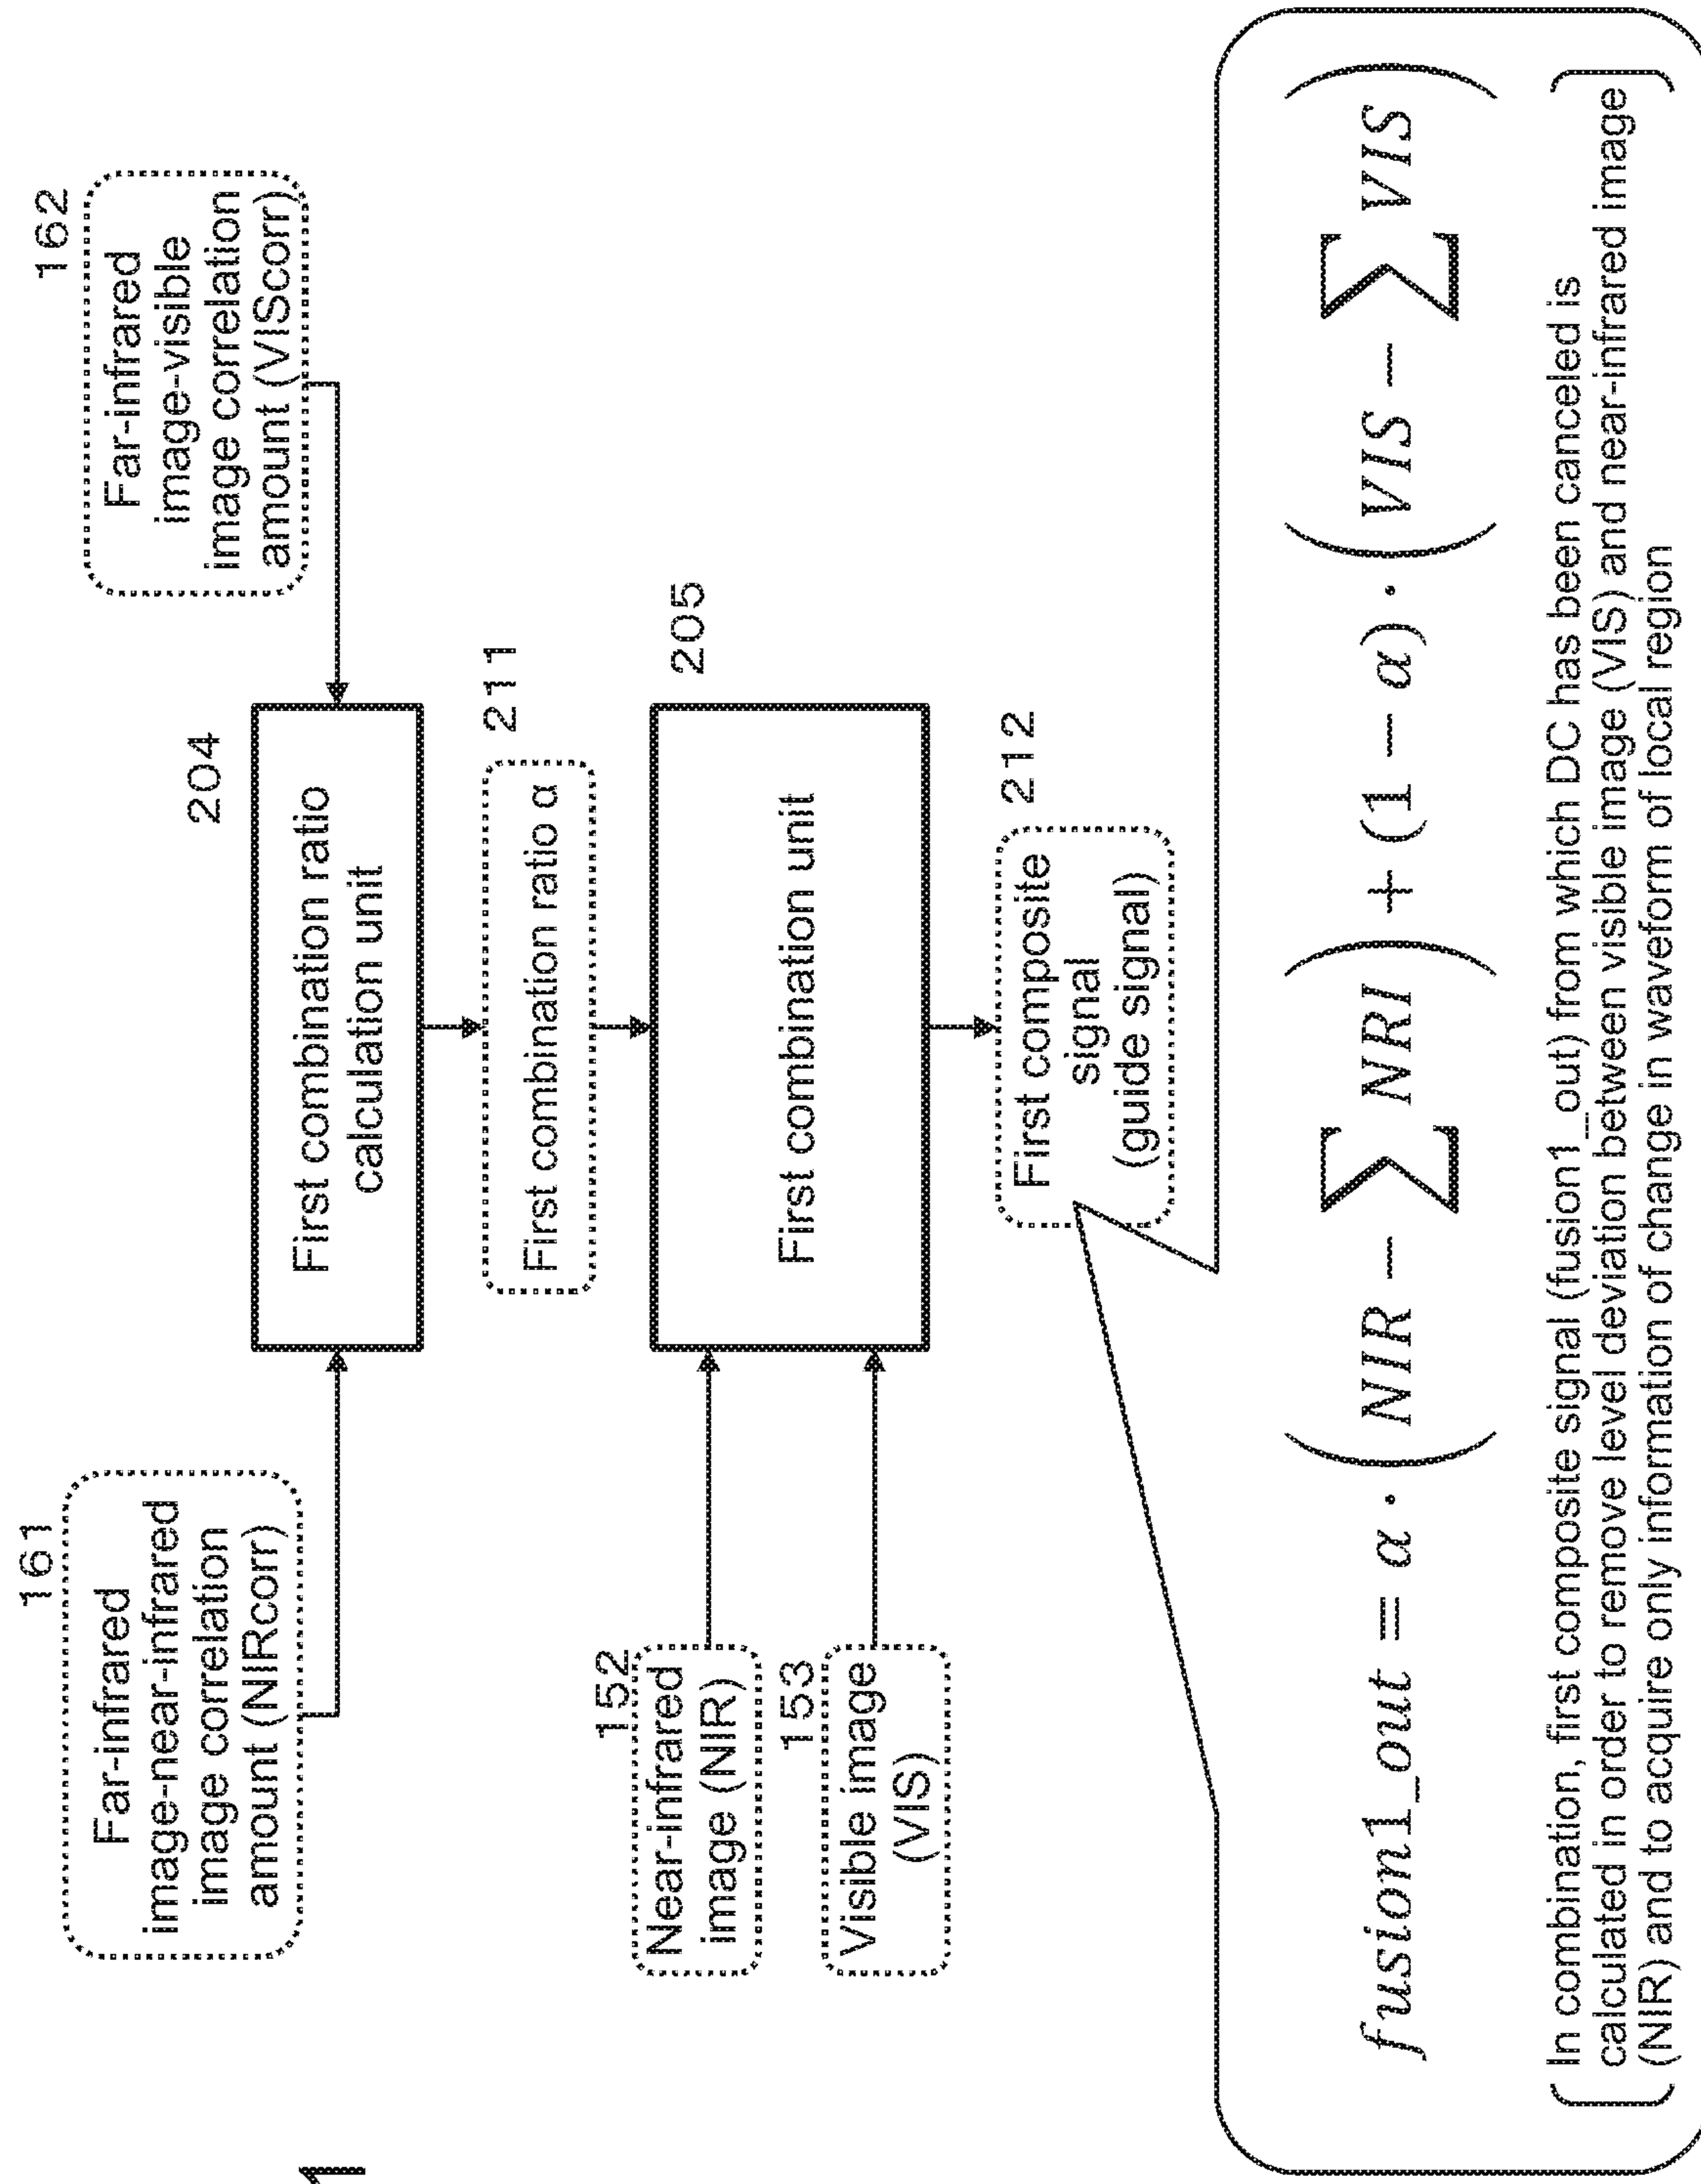 1
161
Far-infrared
image-near-infrared
image correlation
amount (NIRcorr)
162
Far-infrared
image-visible
image correlation
amount (VIScorr)
204
First combination ratio
calculation unit
211
First combination ratio α
152
Near-infrared
image (NIR)
153
Visible image
(VIS)
205
First combination unit
212
First composite
signal
(guide signal)
fusion1_out = α · ( NIR − ∑ NRI ) + (1 − α) · ( VIS − ∑ VIS )
In combination, first composite signal (fusion1_out) from which DC has been canceled is
calculated in order to remove level deviation between visible image (VIS) and near-infrared image
(NIR) and to acquire only information of change in waveform of local region